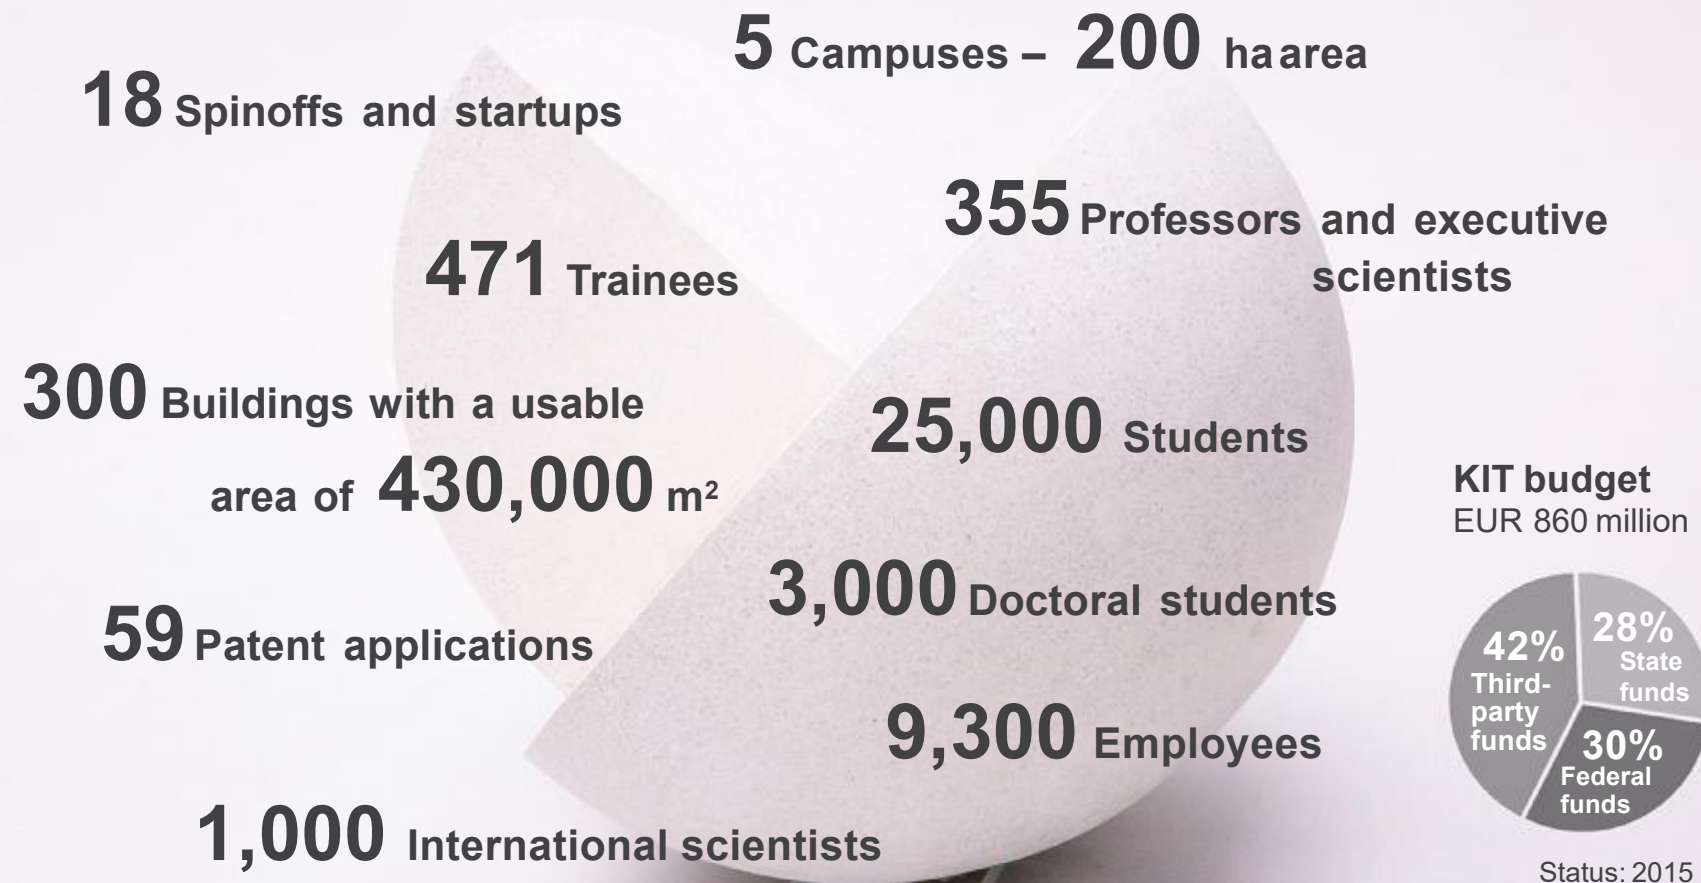 5 Campuses – 200 ha area
18 Spinoffs and startups
355 Professors and executive
scientists
471 Trainees
300 Buildings with a usable
area of 430,000 m²
25,000 Students
KIT budget
EUR 860 million
3,000 Doctoral students
59 Patent applications
42%
Third-
party
funds
28%
State
funds
30%
Federal
funds
9,300 Employees
1,000 International scientists
Status: 2015